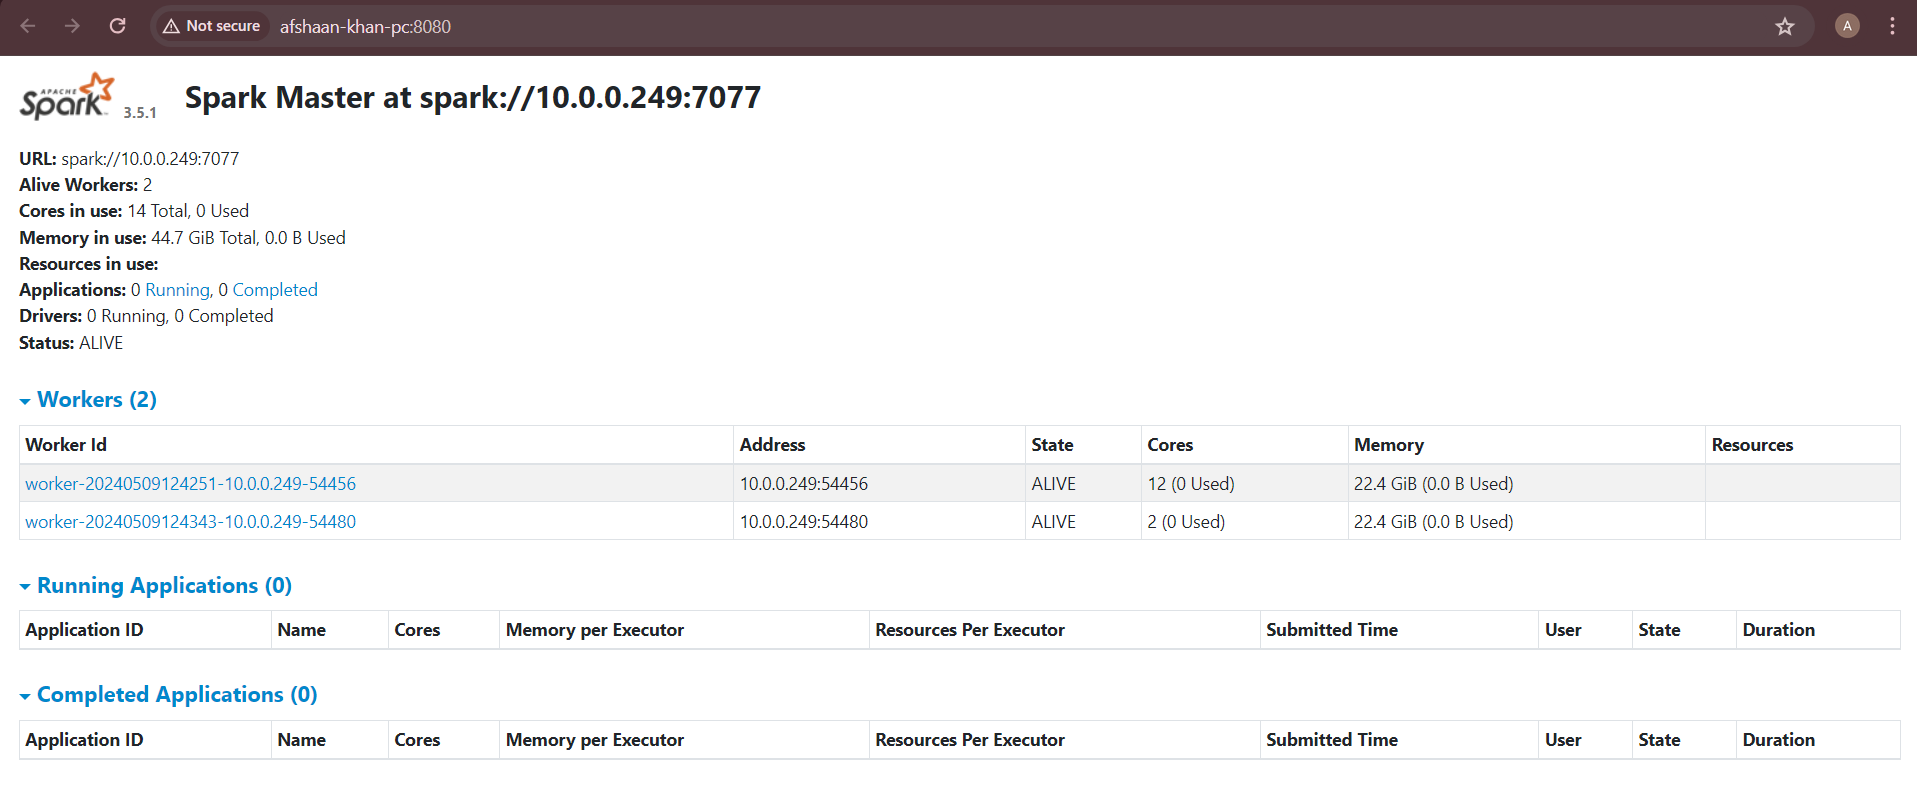 Not secure afshaan-khan-pc:8080 A
APACHE Spark 3.5.1 Spark Master at spark://10.0.0.249:7077
URL: spark://10.0.0.249:7077
Alive Workers: 2
Cores in use: 14 Total, 0 Used
Memory in use: 44.7 GiB Total, 0.0 B Used
Resources in use:
Applications: 0 Running, 0 Completed
Drivers: 0 Running, 0 Completed
Status: ALIVE
Workers (2)
Worker Id Address State Cores Memory Resources
worker-20240509124251-10.0.0.249-54456 10.0.0.249:54456 ALIVE 12 (0 Used) 22.4 GiB (0.0 B Used)
worker-20240509124343-10.0.0.249-54480 10.0.0.249:54480 ALIVE 2 (0 Used) 22.4 GiB (0.0 B Used)
Running Applications (0)
Application ID Name Cores Memory per Executor Resources Per Executor Submitted Time User State Duration
Completed Applications (0)
Application ID Name Cores Memory per Executor Resources Per Executor Submitted Time User State Duration